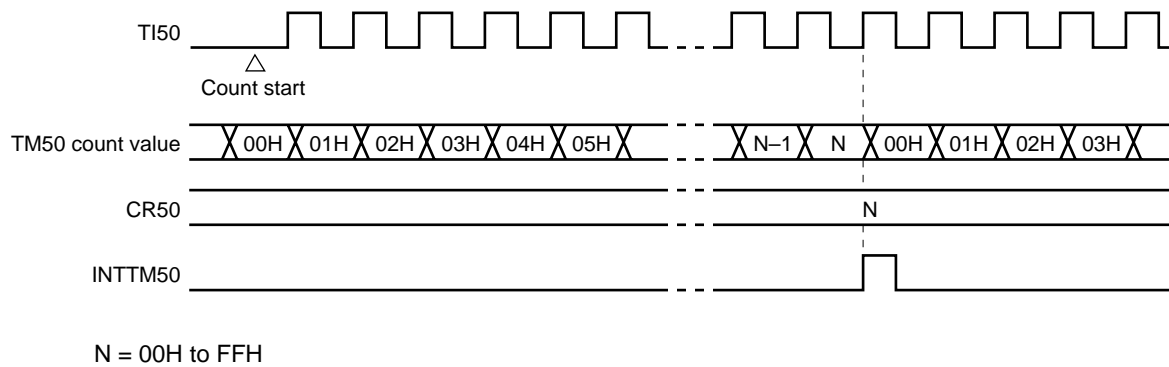 TI50
Count start
TM50 count value 00H 01H 02H 03H 04H 05H N–1 N 00H 01H 02H 03H
CR50 N
INTTM50
N = 00H to FFH